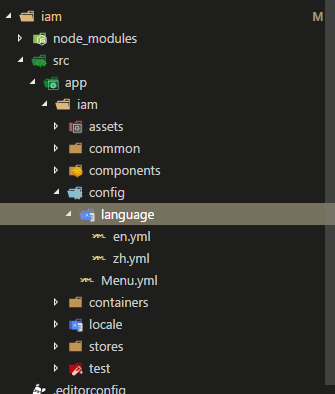 iam M
node_modules
src
app
iam
assets
common
components
config
language
en.yml
zh.yml
Menu.yml
containers
locale
stores
test
.editorconfig